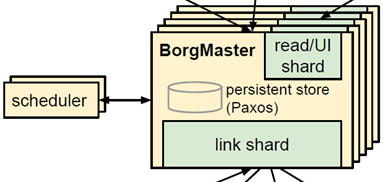 BorgMaster
read/UI
shard
persistent store
(Paxos)
scheduler
link shard